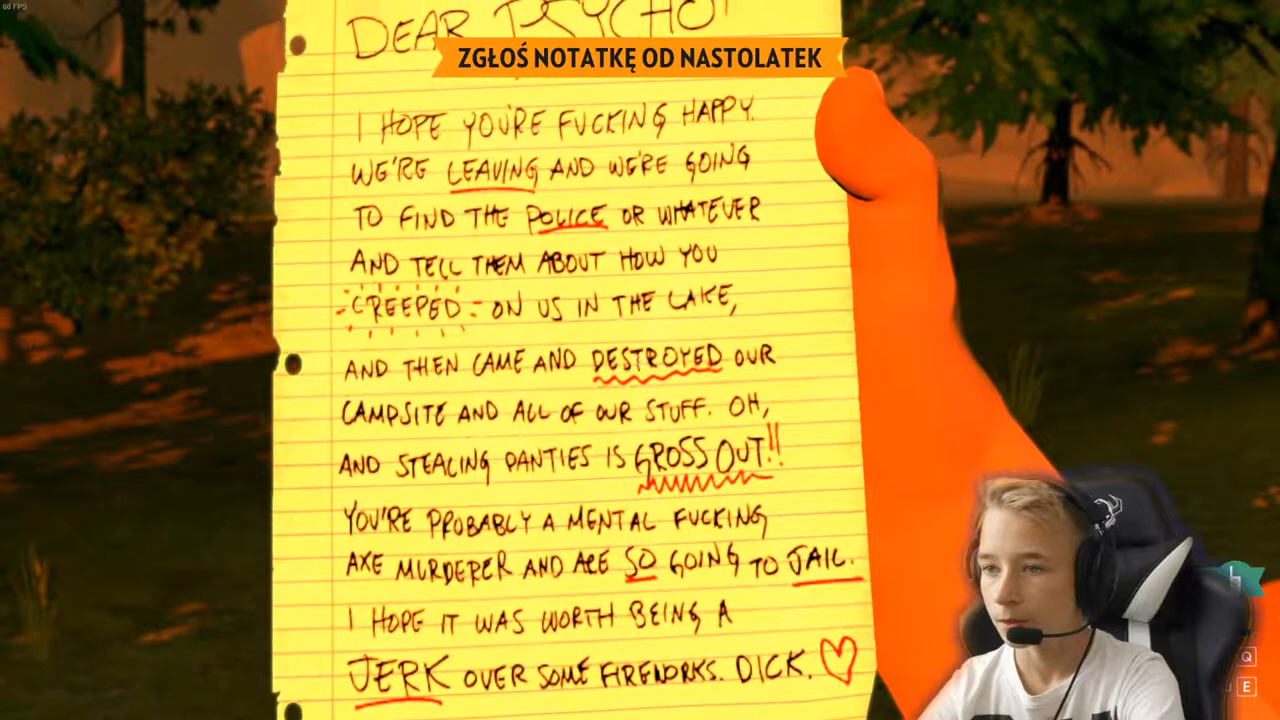 60 FPS
DEAR PSYCHO,
ZGŁOŚ NOTATKĘ OD NASTOLATEK
I HOPE YOU'RE FUCKING HAPPY.
WE'RE LEAVING AND WE'RE GOING
TO FIND THE POLICE OR WHATEVER
AND TELL THEM ABOUT HOW YOU
CREEPED ON US IN THE LAKE,
AND THEN CAME AND DESTROYED OUR
CAMPSITE AND ALL OF OUR STUFF. OH,
AND STEALING PANTIES IS GROSS OUT!!
YOU'RE PROBABLY A MENTAL FUCKING
AXE MURDERER AND ARE SO GOING TO JAIL.
I HOPE IT WAS WORTH BEING A
JERK OVER SOME FIREWORKS. DICK.
Q
E